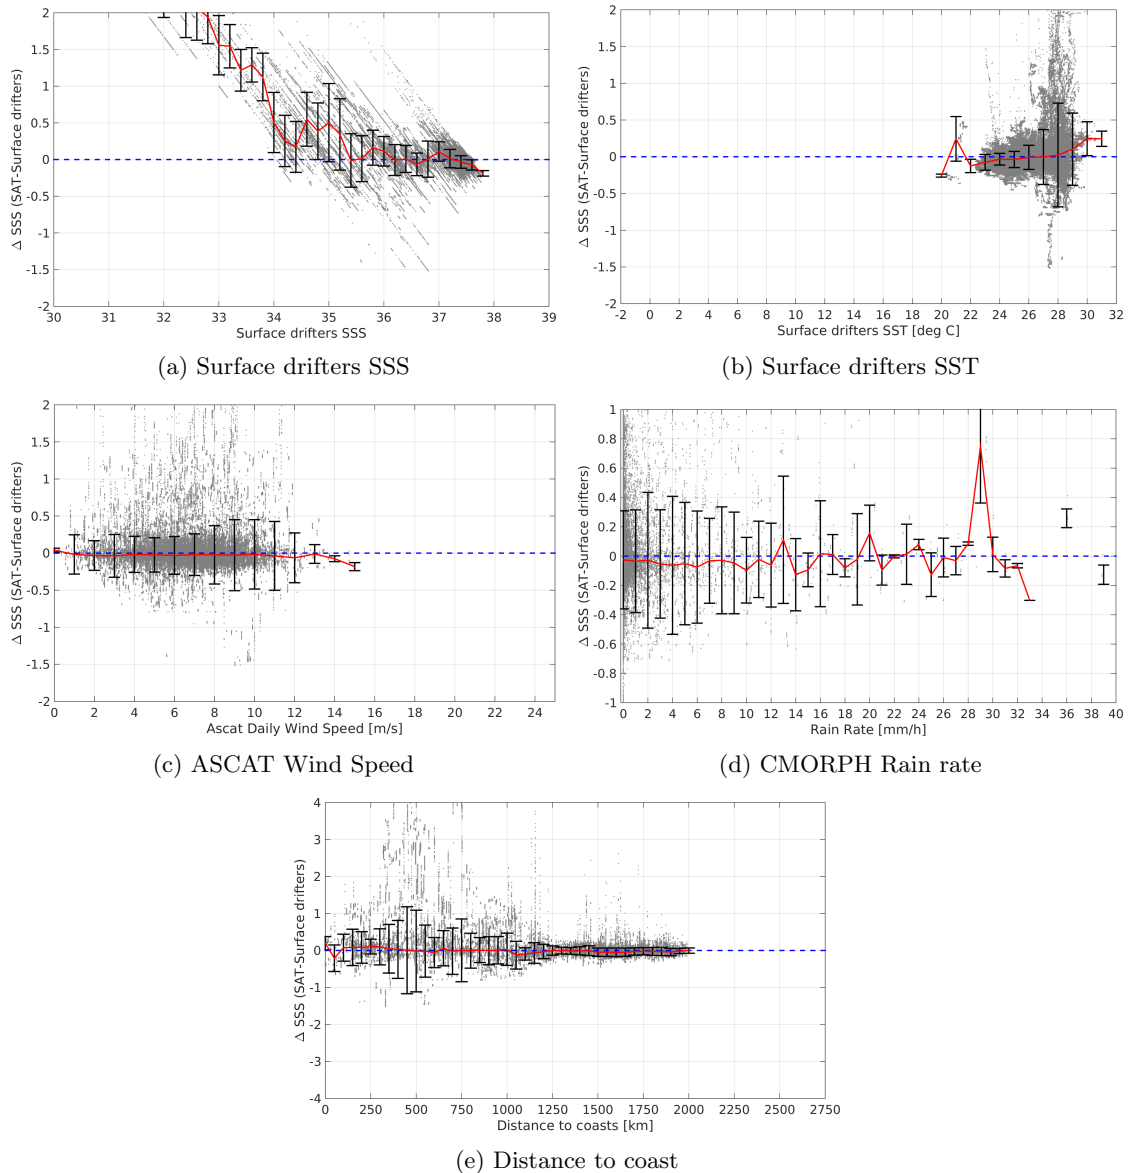 Δ SSS (SAT-Surface drifters)
2
1.5
1
0.5
0
-0.5
-1
-1.5
-2
30 31 32 33 34 35 36 37 38 39
Surface drifters SSS
(a) Surface drifters SSS
Δ SSS (SAT-Surface drifters)
2
1.5
1
0.5
0
-0.5
-1
-1.5
-2
-2 0 2 4 6 8 10 12 14 16 18 20 22 24 26 28 30 32
Surface drifters SST [deg C]
(b) Surface drifters SST
Δ SSS (SAT-Surface drifters)
2
1.5
1
0.5
0
-0.5
-1
-1.5
-2
0 2 4 6 8 10 12 14 16 18 20 22 24
Ascat Daily Wind Speed [m/s]
(c) ASCAT Wind Speed
Δ SSS (SAT-Surface drifters)
1
0.8
0.6
0.4
0.2
0
-0.2
-0.4
-0.6
-0.8
-1
0 2 4 6 8 10 12 14 16 18 20 22 24 26 28 30 32 34 36 38 40
Rain Rate [mm/h]
(d) CMORPH Rain rate
Δ SSS (SAT-Surface drifters)
4
3
2
1
0
-1
-2
-3
-4
0 250 500 750 1000 1250 1500 1750 2000 2250 2500 2750
Distance to coasts [km]
(e) Distance to coast